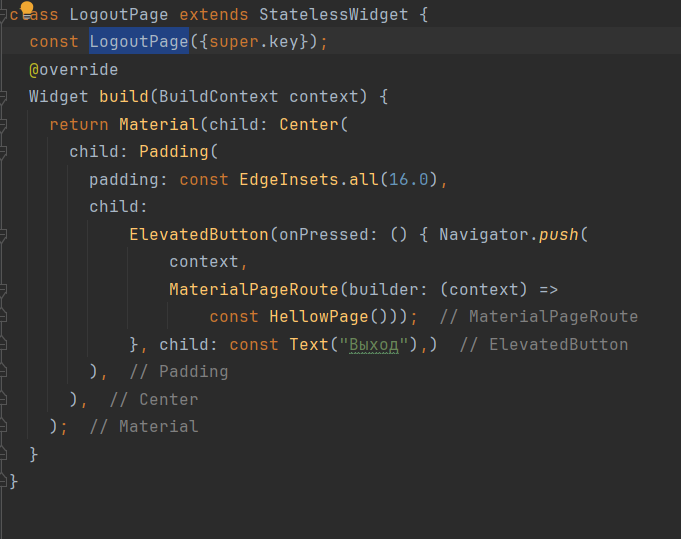 class LogoutPage extends StatelessWidget {
  const LogoutPage({super.key});
  @override
  Widget build(BuildContext context) {
    return Material(child: Center(
      child: Padding(
        padding: const EdgeInsets.all(16.0),
        child:
            ElevatedButton(onPressed: () { Navigator.push(
                context,
                MaterialPageRoute(builder: (context) =>
                    const HellowPage()));  // MaterialPageRoute
            }, child: const Text("Выход"),)  // ElevatedButton
        ),  // Padding
      ),  // Center
    );  // Material
  }
}